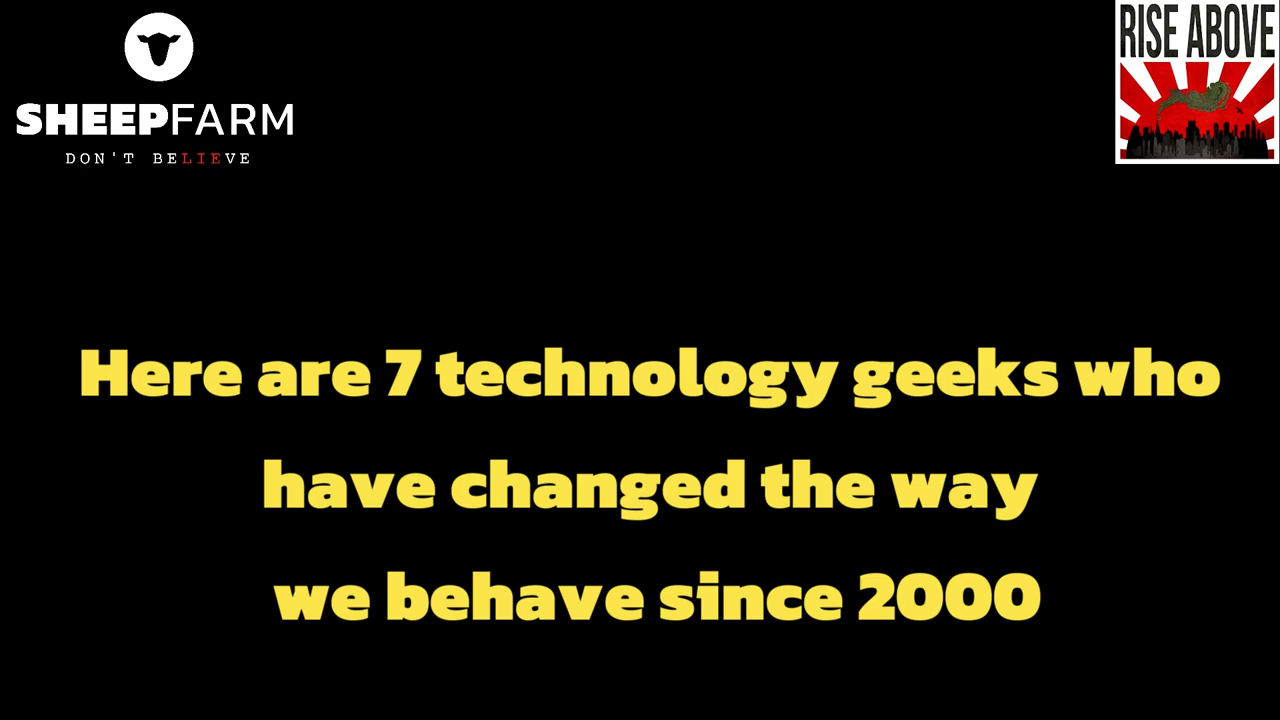 SHEEPFARM
DON'T BELIEVE
RISE ABOVE
Here are 7 technology geeks who
have changed the way
we behave since 2000